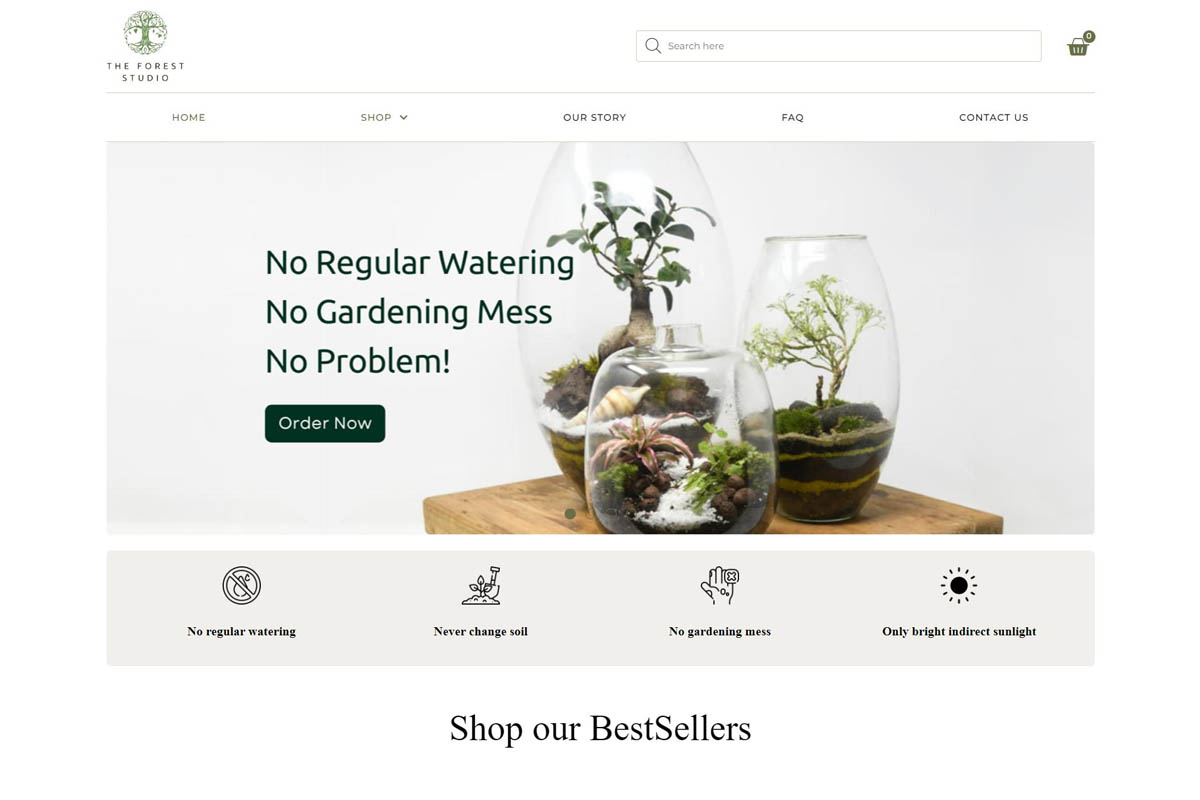 THE FOREST
STUDIO
Search here
0
HOME
SHOP
OUR STORY
FAQ
CONTACT US
No Regular Watering
No Gardening Mess
No Problem!
Order Now
No regular watering
Never change soil
No gardening mess
Only bright indirect sunlight
Shop our BestSellers